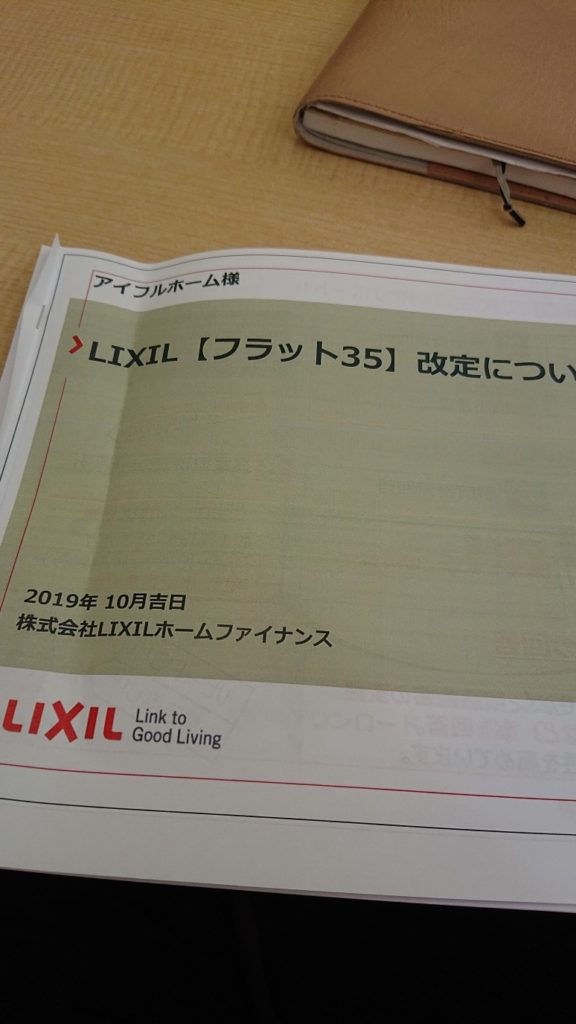 アイフルホーム様
LIXIL【フラット35】改定につい
2019年 10月吉日
株式会社LIXILホームファイナンス
LIXIL
Link to
Good Living